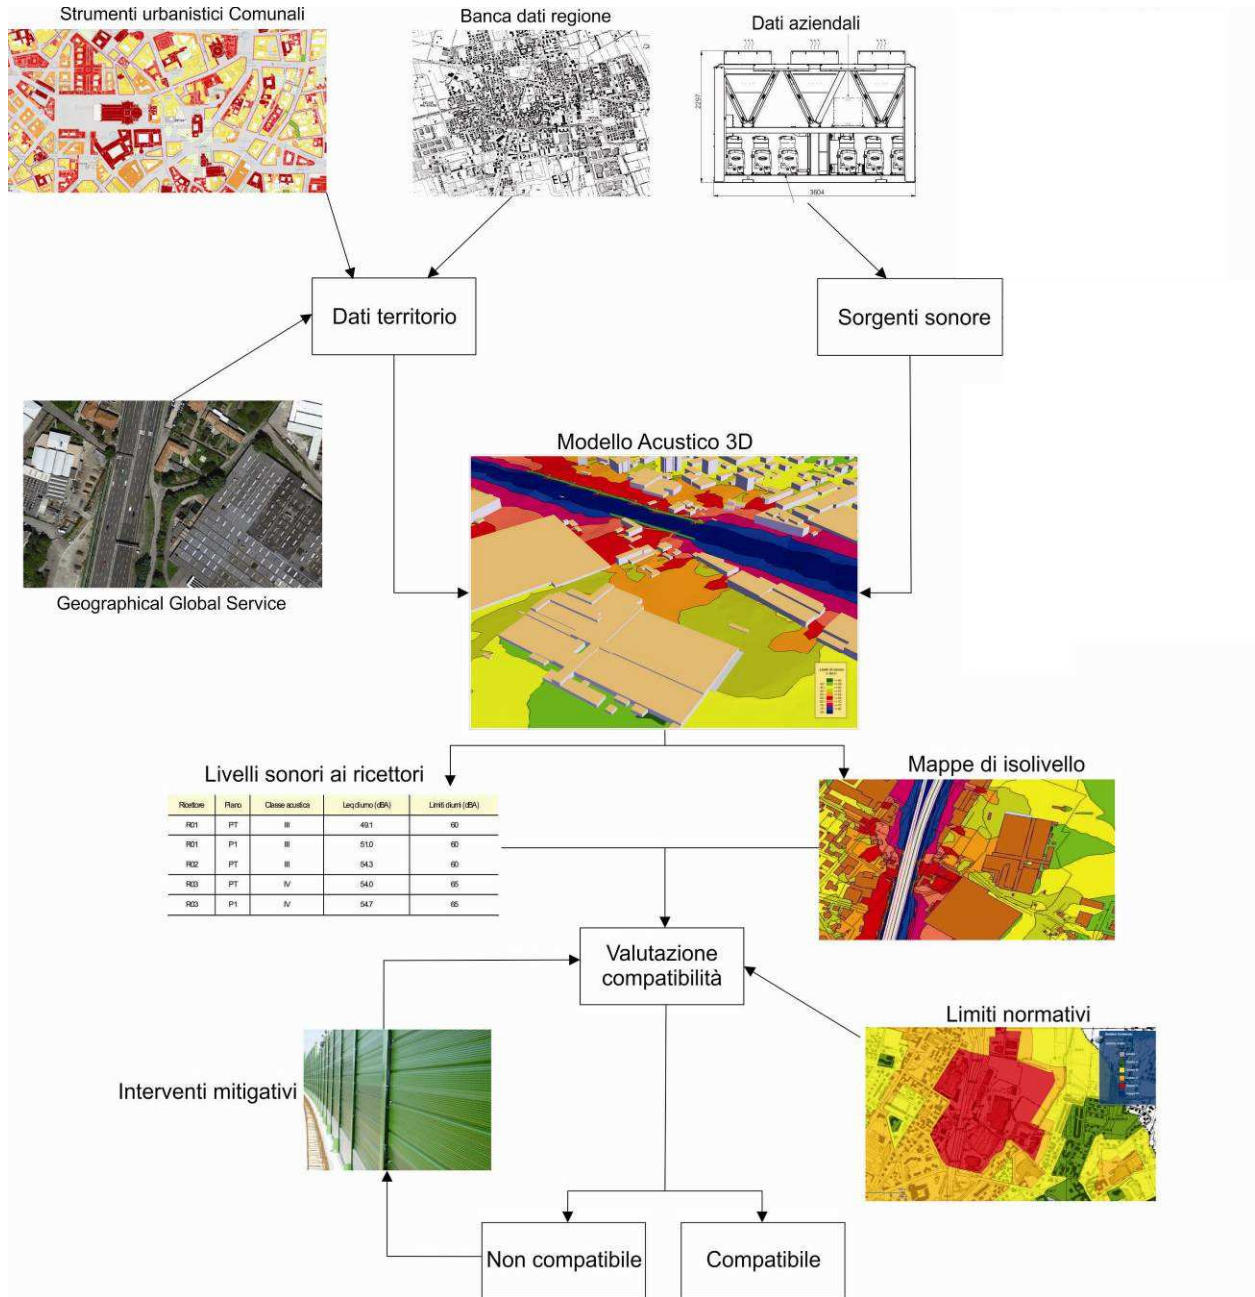 Strumenti urbanistici Comunali
Banca dati regione
Dati aziendali
2297
3604
Dati territorio
Sorgenti sonore
Geographical Global Service
Modello Acustico 3D
Livelli sonori ai ricettori
Mappe di isolivello
Ricettore Piano Classe acustica Leq diurno (dBA) Limiti diurni (dBA)
R01 PT III 49.1 60
R01 P1 III 51.0 60
R02 PT III 54.3 60
R03 PT IV 54.0 65
R03 P1 IV 54.7 65
Valutazione
compatibilità
Limiti normativi
Interventi mitigativi
Non compatibile
Compatibile